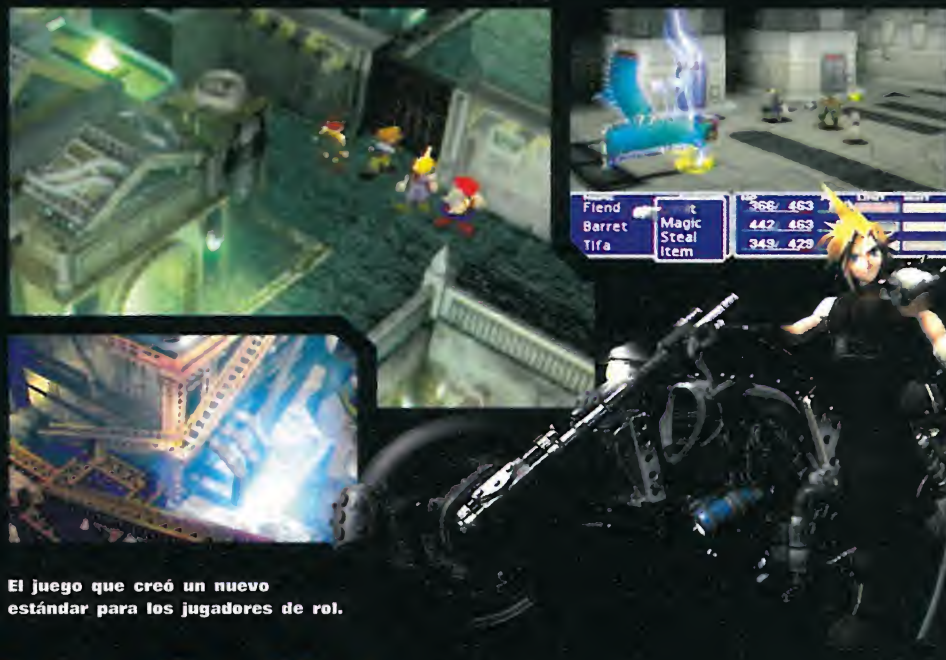 Fiend
Barret
Tifa
Magic
Steal
Item
366/ 463
442/ 463
349/ 429
El juego que creó un nuevo
estándar para los jugadores de rol.